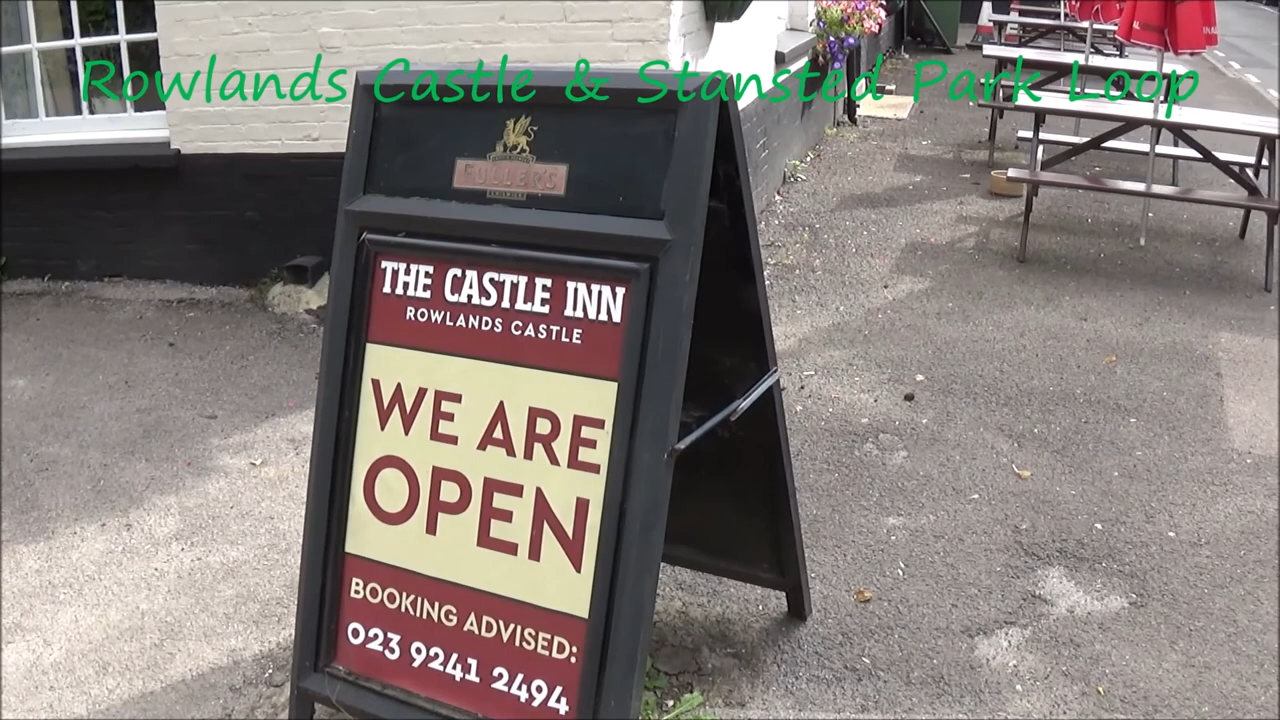 Rowlands Castle & Stansted Park Loop
FULLER'S
THE CASTLE INN
ROWLANDS CASTLE
WE ARE
OPEN
BOOKING ADVISED:
023 9241 2494